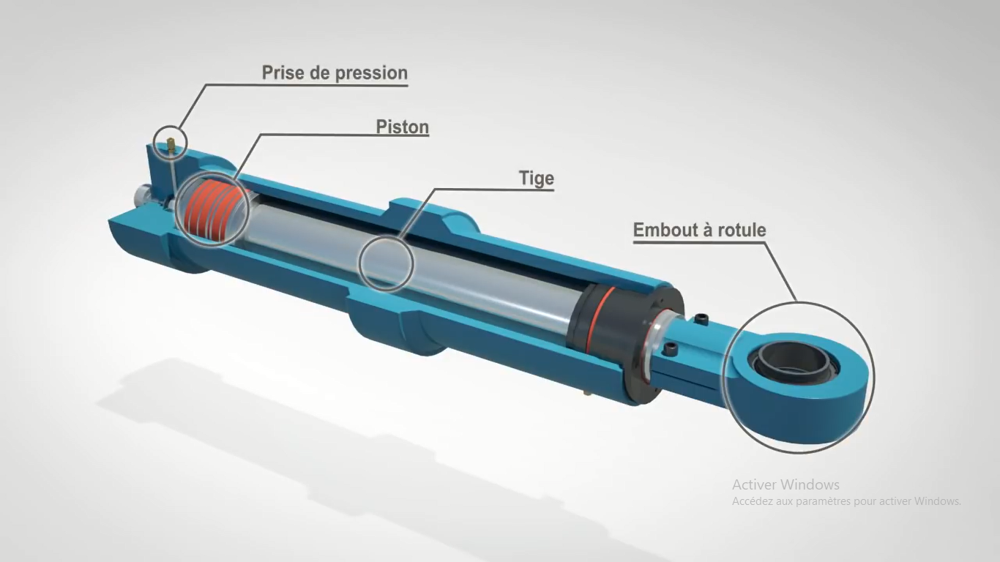 Prise de pression
Piston
Tige
Embout à rotule
Activer Windows
Accédez aux paramètres pour activer Windows.